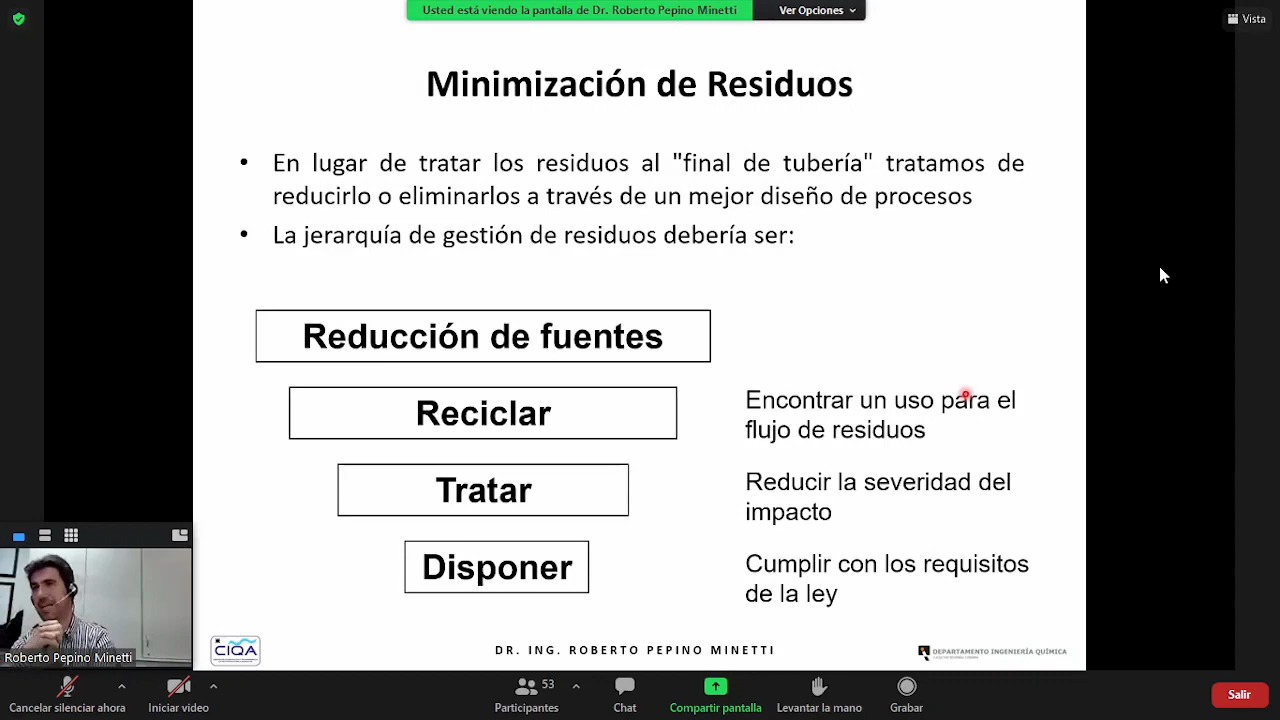 Usted está viendo la pantalla de Dr. Roberto Pepino Minetti
Ver Opciones
Vista
Minimización de Residuos
• En lugar de tratar los residuos al "final de tubería" tratamos de
reducirlo o eliminarlos a través de un mejor diseño de procesos
• La jerarquía de gestión de residuos debería ser:
Reducción de fuentes
Reciclar
Encontrar un uso para el
flujo de residuos
Tratar
Reducir la severidad del
impacto
Disponer
Cumplir con los requisitos
de la ley
CIQA
DR. ING. ROBERTO PEPINO MINETTI
DEPARTAMENTO INGENIERÍA QUÍMICA
Roberto Pepino Minetti
Cancelar silenciar ahora
Iniciar video
53
Participantes
Chat
Compartir pantalla
Levantar la mano
Grabar
Salir